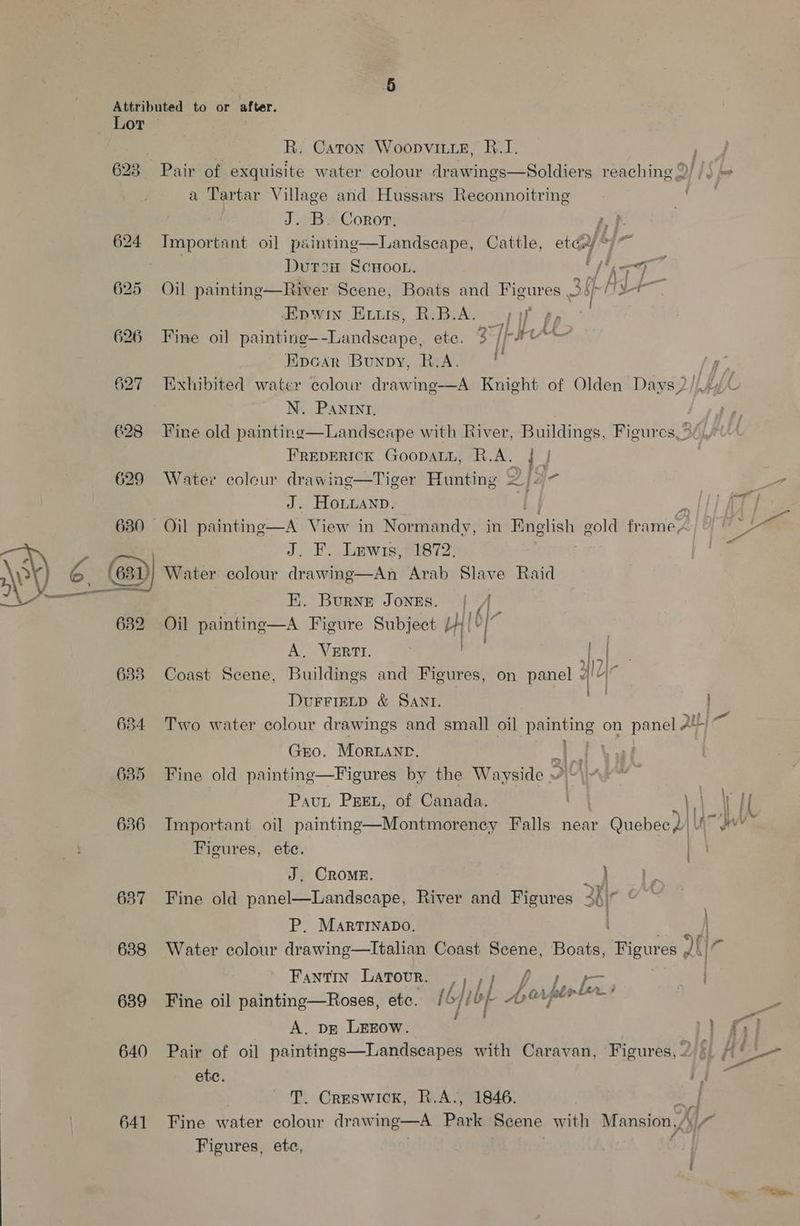 5
Attributed to or after.
Lot
R. Caton Woodville, R.I.
623 Pair of exquisite water colour drawings—Soldiers reaching
a Tartar Village and Hussars Reconnoitring
J. B. Corot.
624 Important oil painting—Landscape, Cattle, etc.
Dutch School.
625 Oil painting—River Scene, Boats and Figures
Edwin Ellis, R.B.A.
626 Fine oil painting--Landscape, etc.
Edgar Bundy, R.A.
627 Exhibited water colour drawing—A Knight of Olden Days
N. Panini.
628 Fine old painting—Landscape with River, Buildings, Figures,
Frederick Goodall, R.A.
629 Water colour drawing—Tiger Hunting
J. Holland.
630 Oil painting—A View in Normandy, in English gold frame
J. F. Lewis, 1872.
6. 631 Water colour drawing—An Arab Slave Raid
E. Burne Jones.
632 Oil painting—A Figure Subject
A. Verti.
633 Coast Scene, Buildings and Figures, on panel
Duffield & Sani.
634 Two water colour drawings and small oil painting on panel
Geo. Morland.
635 Fine old painting—Figures by the Wayside
Paul Peel, of Canada.
636 Important oil painting—Montmorency Falls near Quebec
Figures, etc.
J. Crome.
637 Fine old panel—Landscape, River and Figures
P. Martinado.
638 Water colour drawing—Italian Coast Scene, Boats, Figures
Fantin Latour.
639 Fine oil painting—Roses, etc.
A. de Leeow.
640 Pair of oil paintings—Landscapes with Caravan, Figures,
etc.
T. Creswick, R.A., 1846.
641 Fine water colour drawing—A Park Scene with Mansion,
Figures, etc,